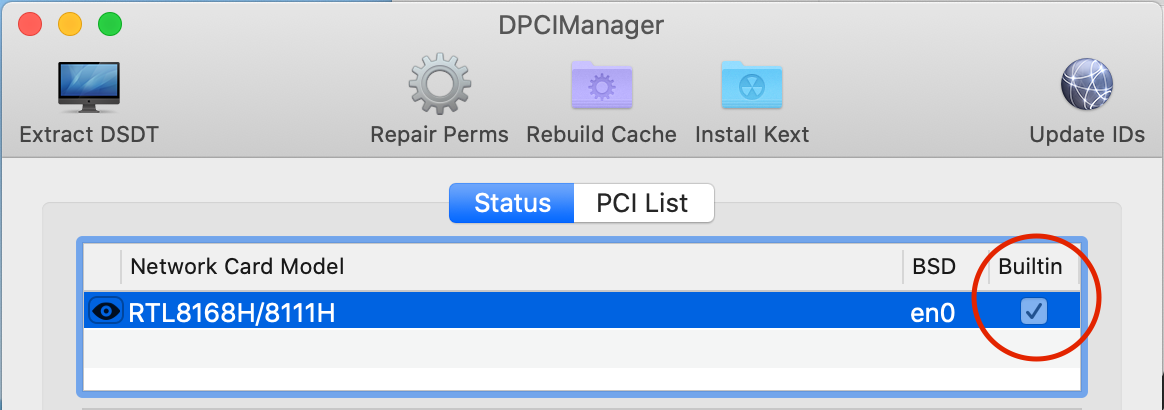 DPCIManager
Extract DSDT
Repair Perms
Rebuild Cache
Install Kext
Update IDs
Status
PCI List
Network Card Model
BSD
Builtin
RTL8168H/8111H
en0